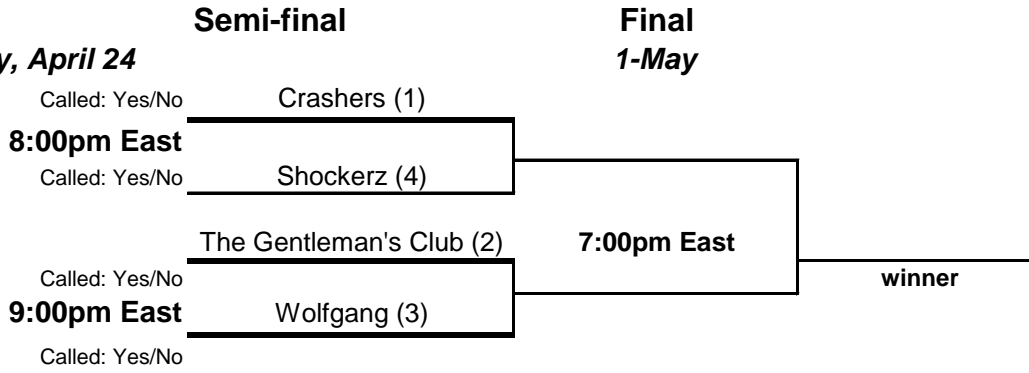 Semi-final Final
y, April 24 1-May
Called: Yes/No Crashers (1)
8:00pm East
Called: Yes/No Shockerz (4)
The Gentleman's Club (2) 7:00pm East
Called: Yes/No winner
9:00pm East Wolfgang (3)
Called: Yes/No